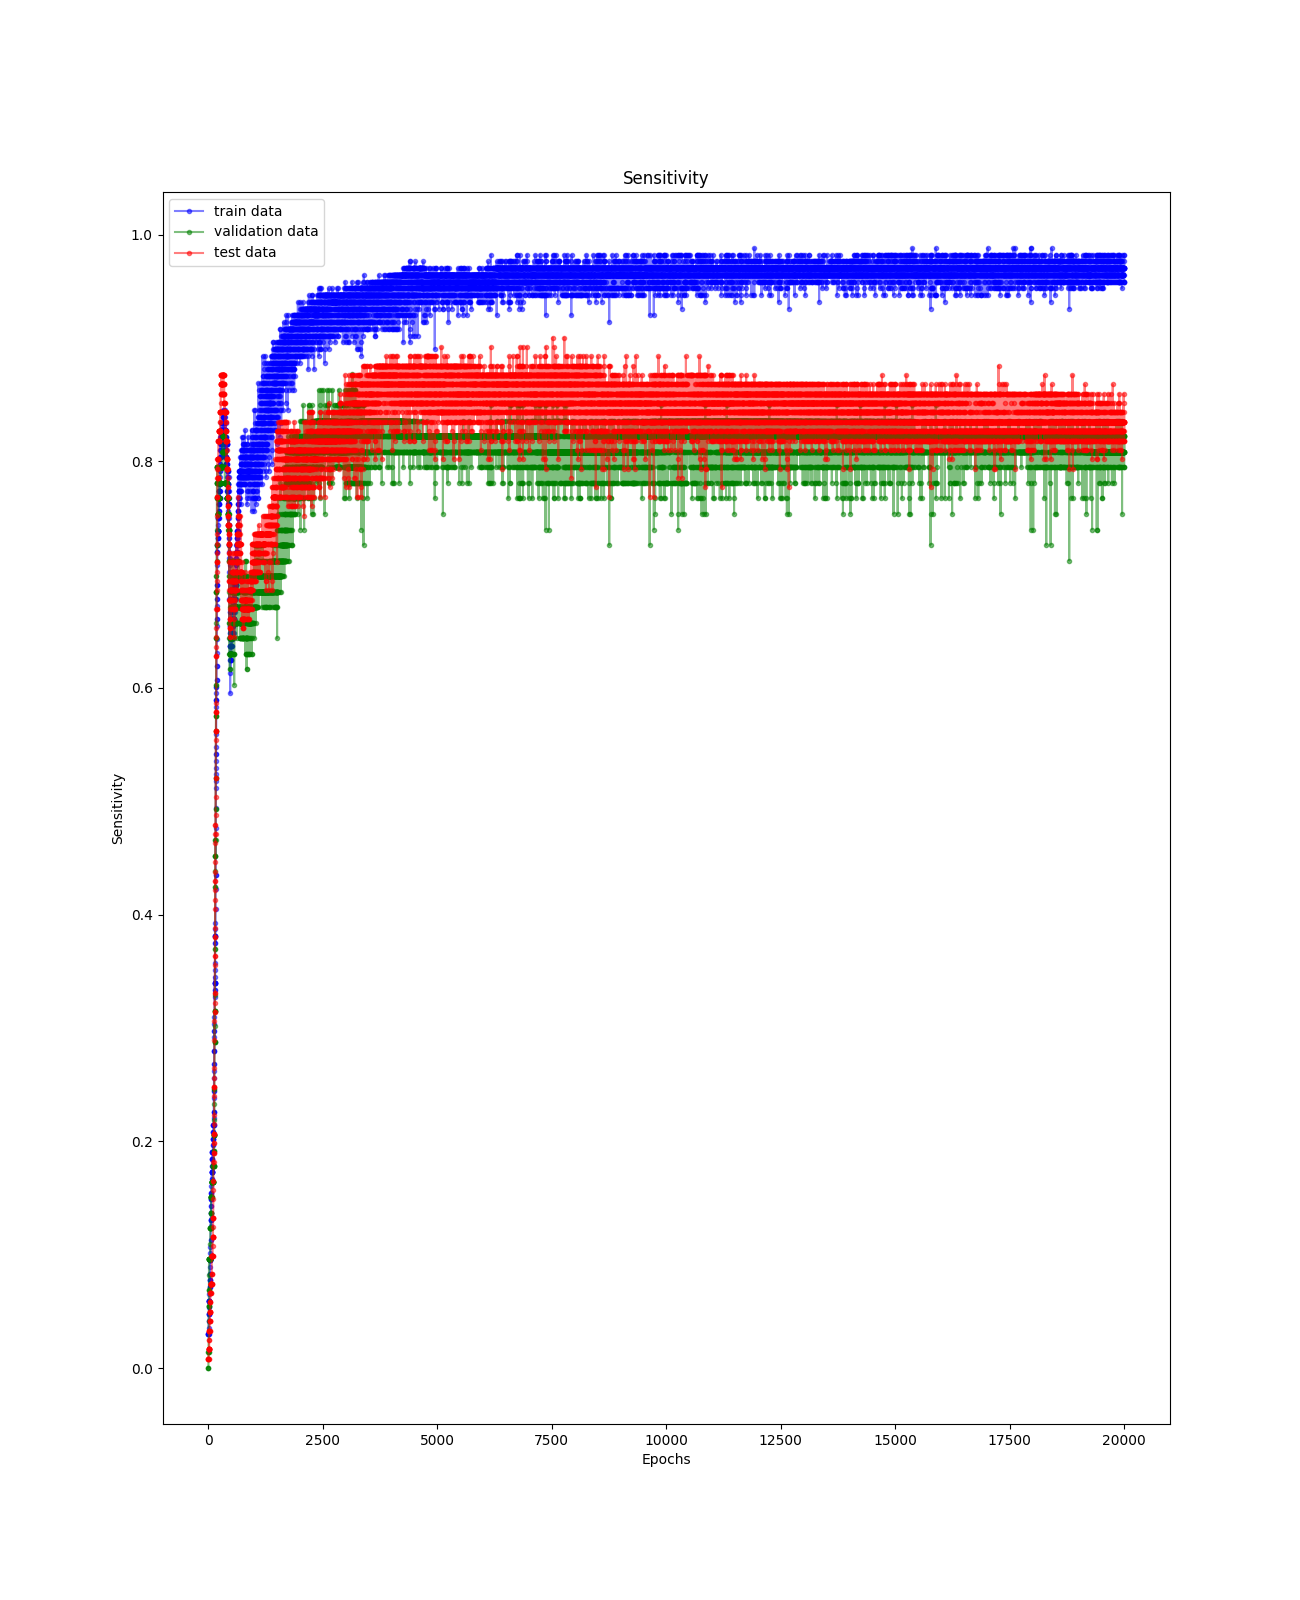 Sensitivity
train data
validation data
test data
1.0
0.8
0.6
0.4
0.2
0.0
Sensitivity
0 2500 5000 7500 10000 12500 15000 17500 20000
Epochs